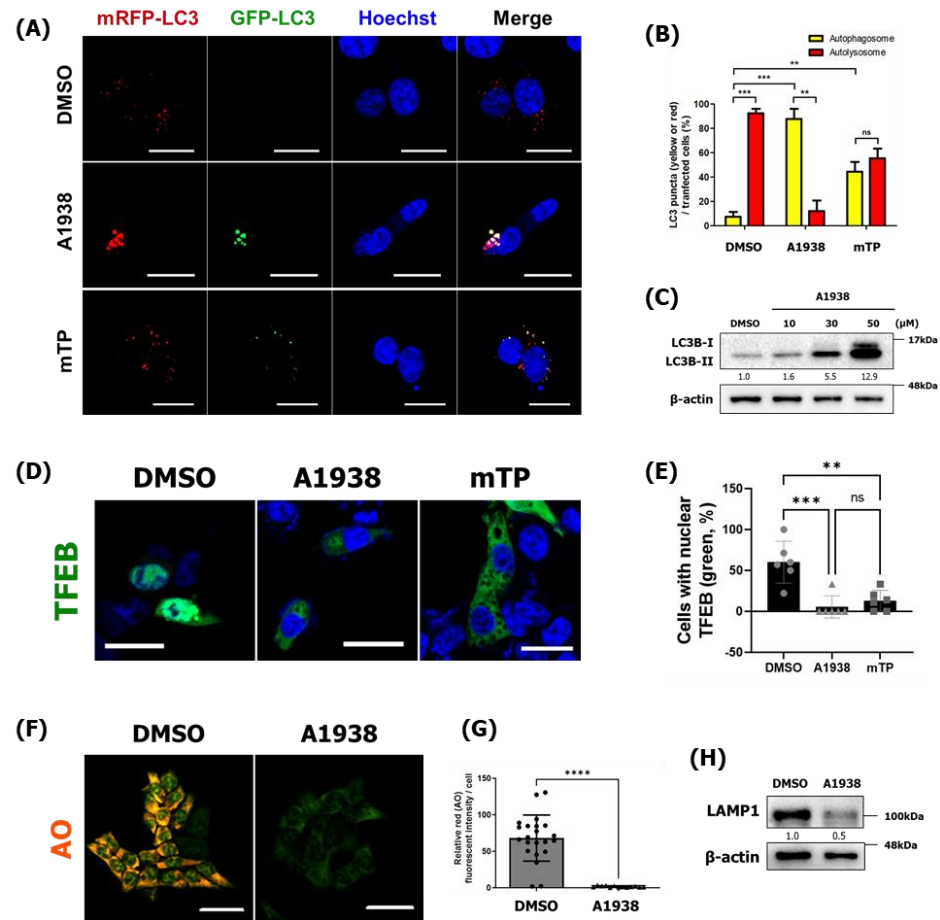 (A)
mRFP-LC3 GFP-LC3 Hoechst Merge
DMSO
A1938
mTP
(B)
Autophagosome
Autolysosome
**
***
*** ** ns
LC3 puncta (yellow or red)
/ tranfected cells (%)
100
80
60
40
20
0
DMSO A1938 mTP
(C)
A1938
DMSO 10 30 50 (μM)
LC3B-I
LC3B-II
17kDa
1.0 1.6 5.5 12.9
48kDa
β-actin
(D)
DMSO A1938 mTP
TFEB
(E)
**
*** ns
Cells with nuclear
TFEB (green, %)
150
100
50
0
-50
DMSO A1938 mTP
(F)
DMSO A1938
AO
(G)
****
Relative red (AO)
fluorescent intensity / cell
150
100
50
0
DMSO A1938
(H)
DMSO A1938
LAMP1
100kDa
1.0 0.5
48kDa
β-actin